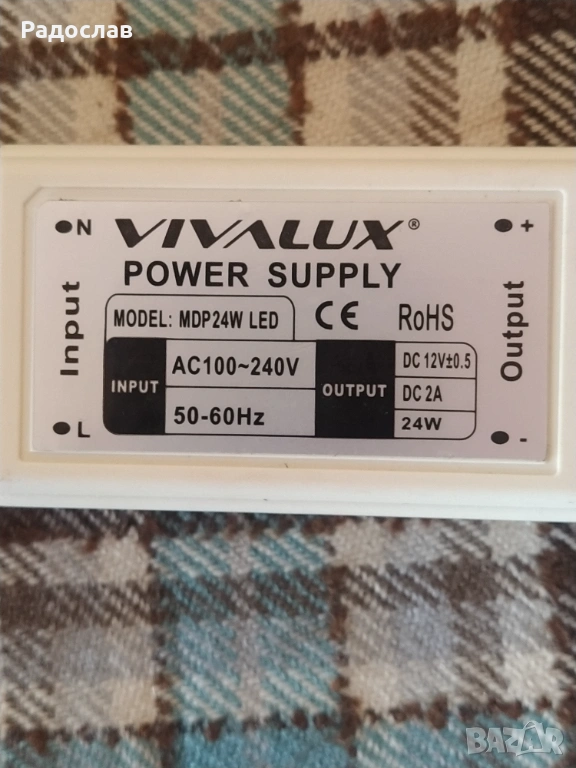 Радослав
N
VIVALUX®
+
POWER SUPPLY
Input
MODEL: MDP24W LED
CE
RoHS
Output
INPUT
AC100~240V
50-60Hz
OUTPUT
DC 12V±0.5
DC 2A
24W
L
-
BAZAR